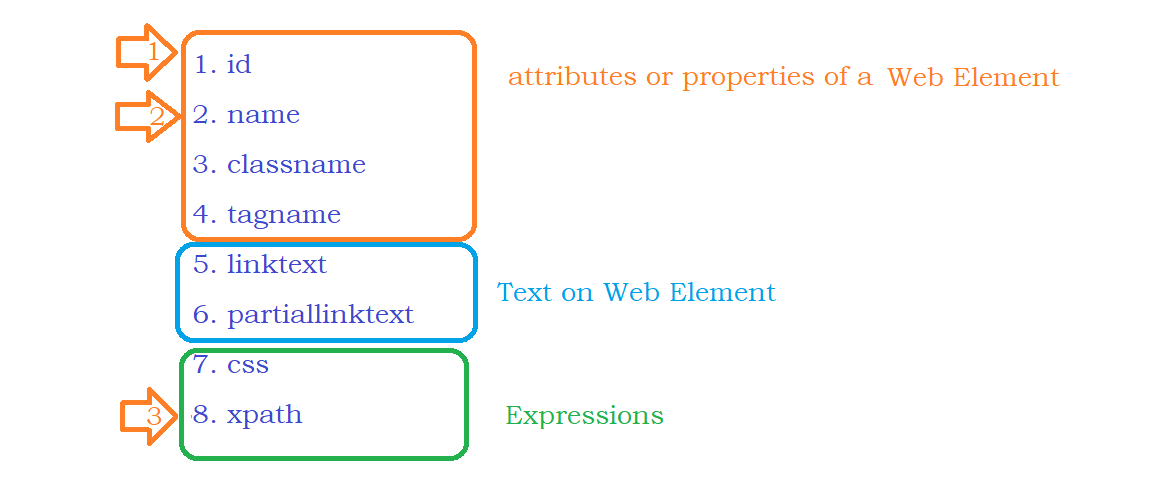 1
1. id
attributes or properties of a Web Element
2
2. name
3. classname
4. tagname
5. linktext
Text on Web Element
6. partiallinktext
7. css
3
8. xpath
Expressions